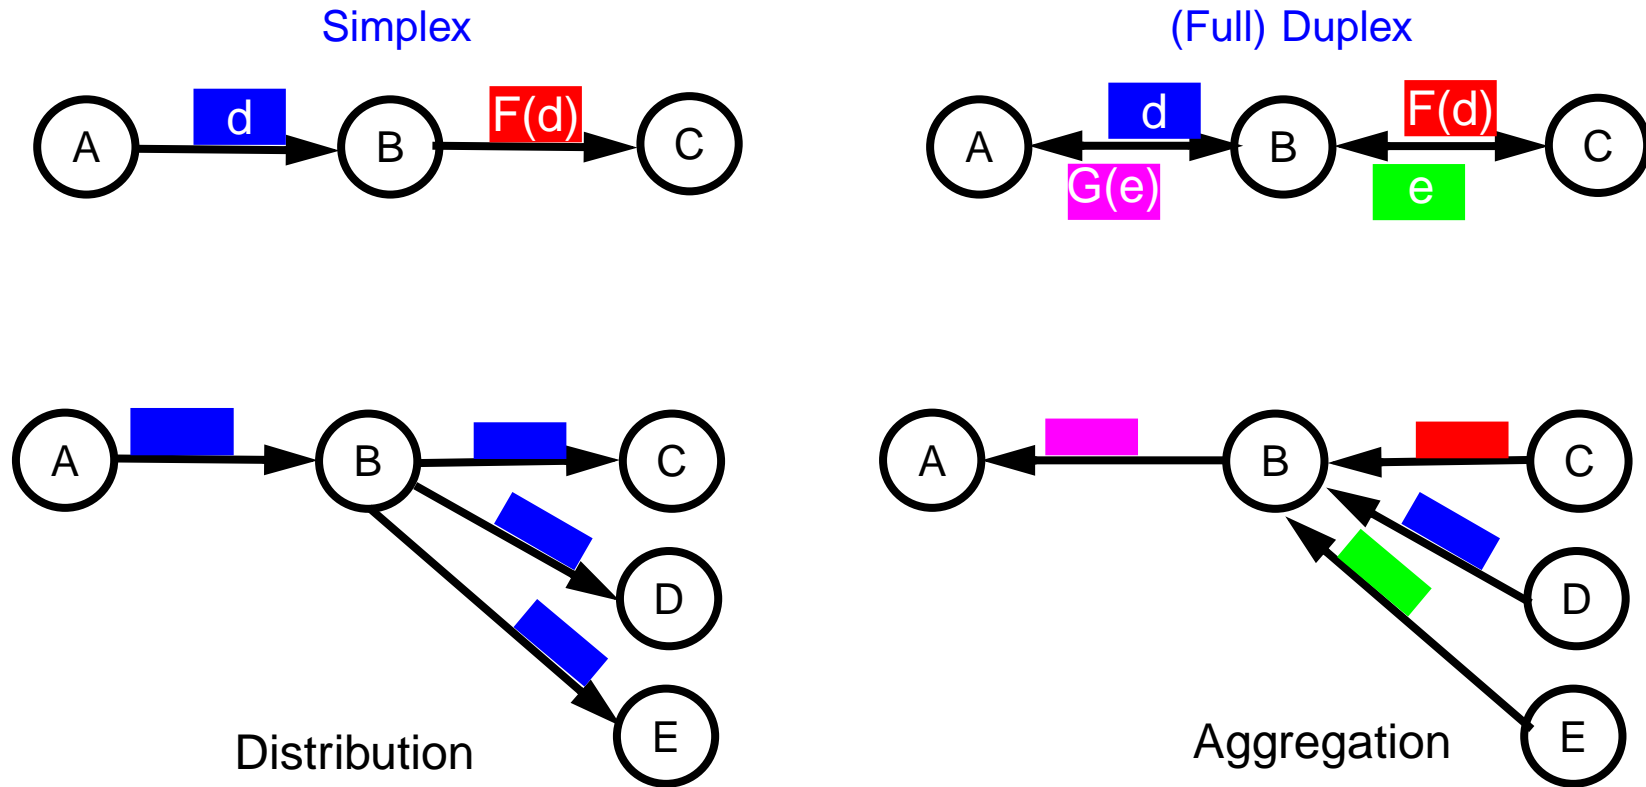 Simplex
(Full) Duplex
A
d
B
F(d)
C
A
d
G(e)
B
F(d)
e
C
A
B
C
D
E
Distribution
A
B
C
D
E
Aggregation